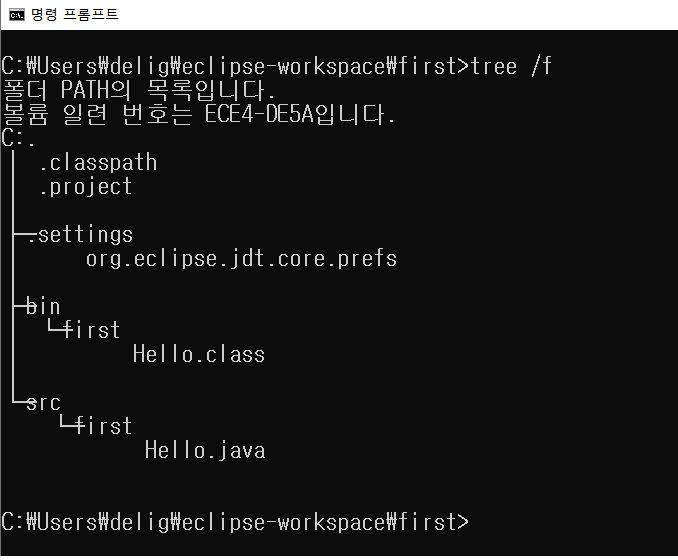 명령 프롬프트
C:₩Users₩delig₩eclipse-workspace₩first>tree /f
폴더 PATH의 목록입니다.
볼륨 일련 번호는 ECE4-DE5A입니다.
C:.
│  .classpath
│  .project
│
├─.settings
│      org.eclipse.jdt.core.prefs
│
├─bin
│  └─first
│          Hello.class
│
└─src
    └─first
            Hello.java
C:₩Users₩delig₩eclipse-workspace₩first>